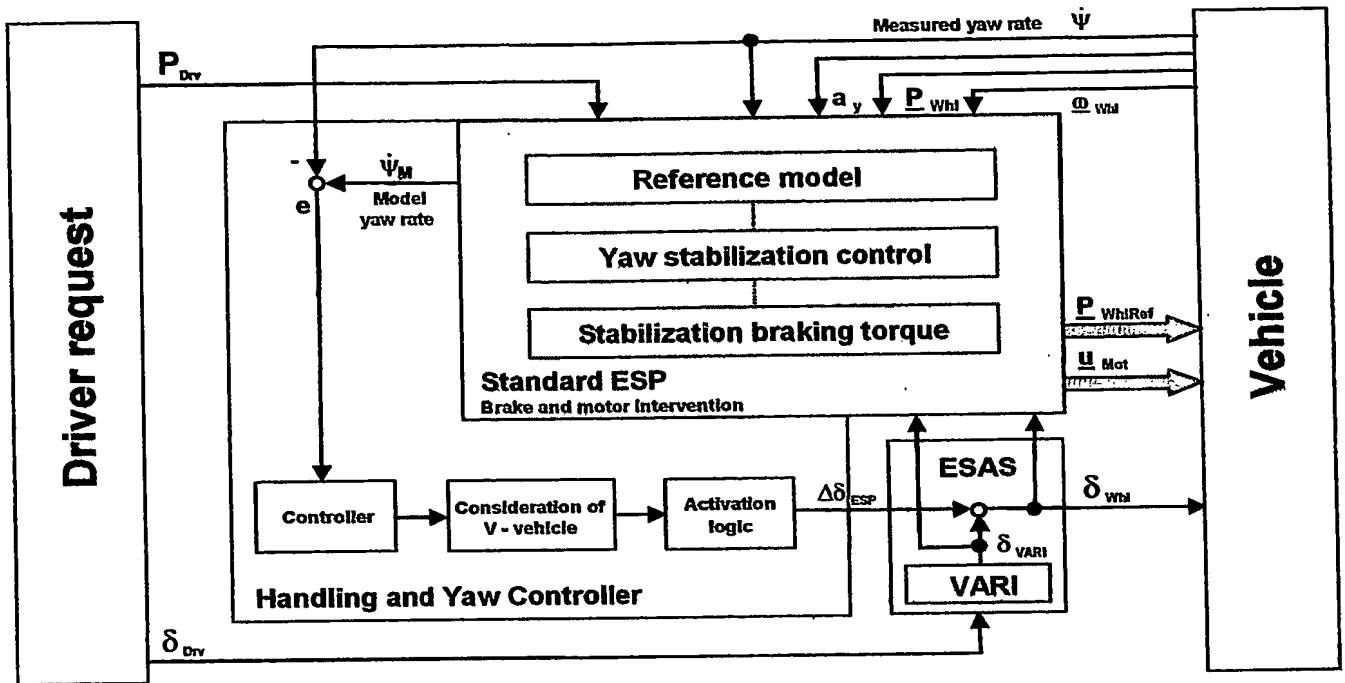 Driver request
P Drv
Measured yaw rate ψ̇
a y
P Whl
ω Whl
-
e
ψ̇M
Model
yaw rate
Reference model
Yaw stabilization control
Stabilization braking torque
Standard ESP
Brake and motor intervention
P WhlRef
u Mot
Vehicle
Controller
Consideration of
V - vehicle
Activation
logic
Δδ ESP
ESAS
δ Whl
δ VARI
VARI
Handling and Yaw Controller
δ Drv